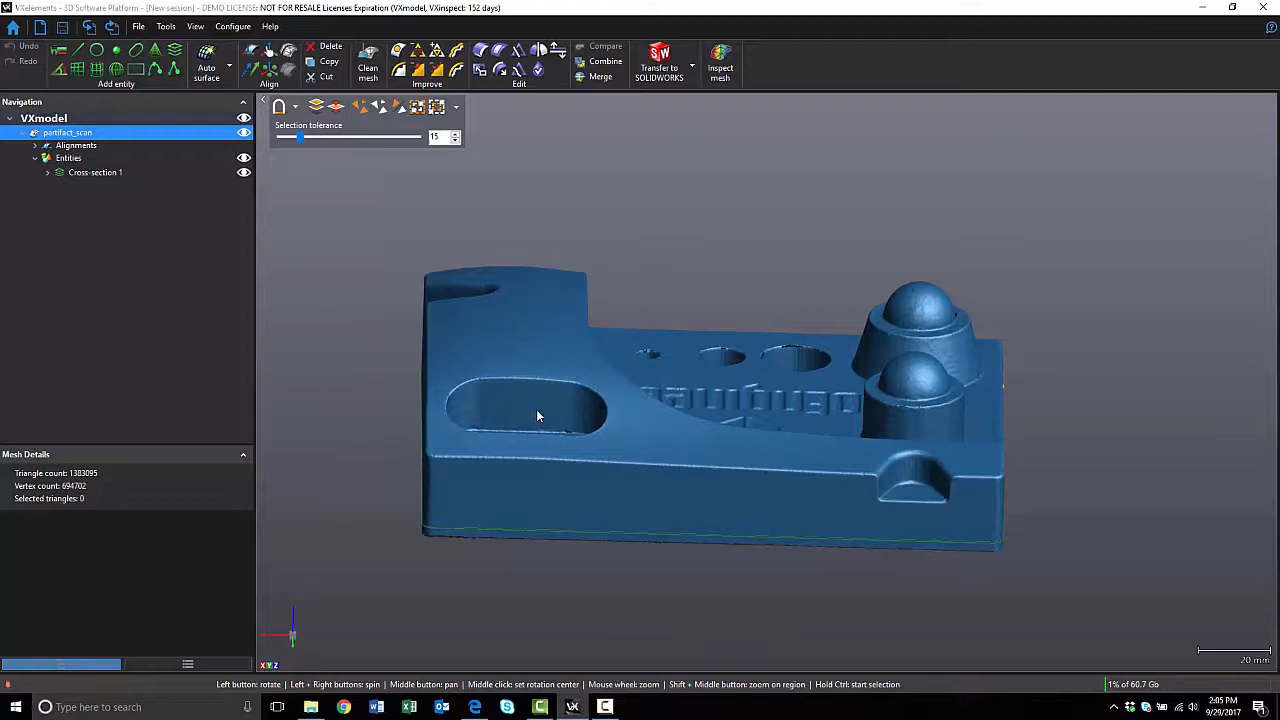 VXelements - 3D Software Platform - [New session] - DEMO LICENSE: NOT FOR RESALE Licenses Expiration (VXmodel, VXinspect: 152 days)
File Tools View Configure Help
Undo
Redo
Add entity
Auto surface
Align
Delete
Copy
Cut
Clean mesh
Improve
Edit
Compare
Combine
Merge
Transfer to SOLIDWORKS
Inspect mesh
Navigation
VXmodel
partifact_scan
Alignments
Entities
Cross-section 1
Selection tolerance
15
Mesh Details
Triangle count: 1383095
Vertex count: 694702
Selected triangles: 0
X Y Z
20 mm
Left button: rotate | Left + Right buttons: spin | Middle button: pan | Middle click: set rotation center | Mouse wheel: zoom | Shift + Middle button: zoom on region | Hold Ctrl: start selection
1% of 60.7 Gb
Type here to search
2:05 PM
9/29/2017